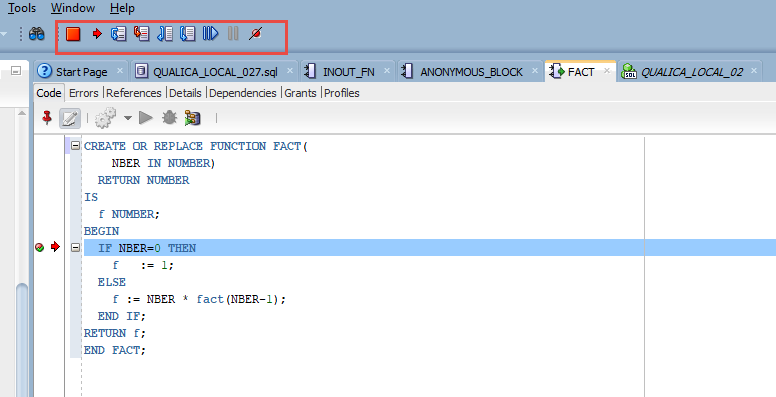 Tools Window Help
Start Page QUALICA_LOCAL_027.sql INOUT_FN ANONYMOUS_BLOCK FACT QUALICA_LOCAL_02
Code Errors References Details Dependencies Grants Profiles
CREATE OR REPLACE FUNCTION FACT(
NBER IN NUMBER)
RETURN NUMBER
IS
f NUMBER;
BEGIN
IF NBER=0 THEN
f := 1;
ELSE
f := NBER * fact(NBER-1);
END IF;
RETURN f;
END FACT;